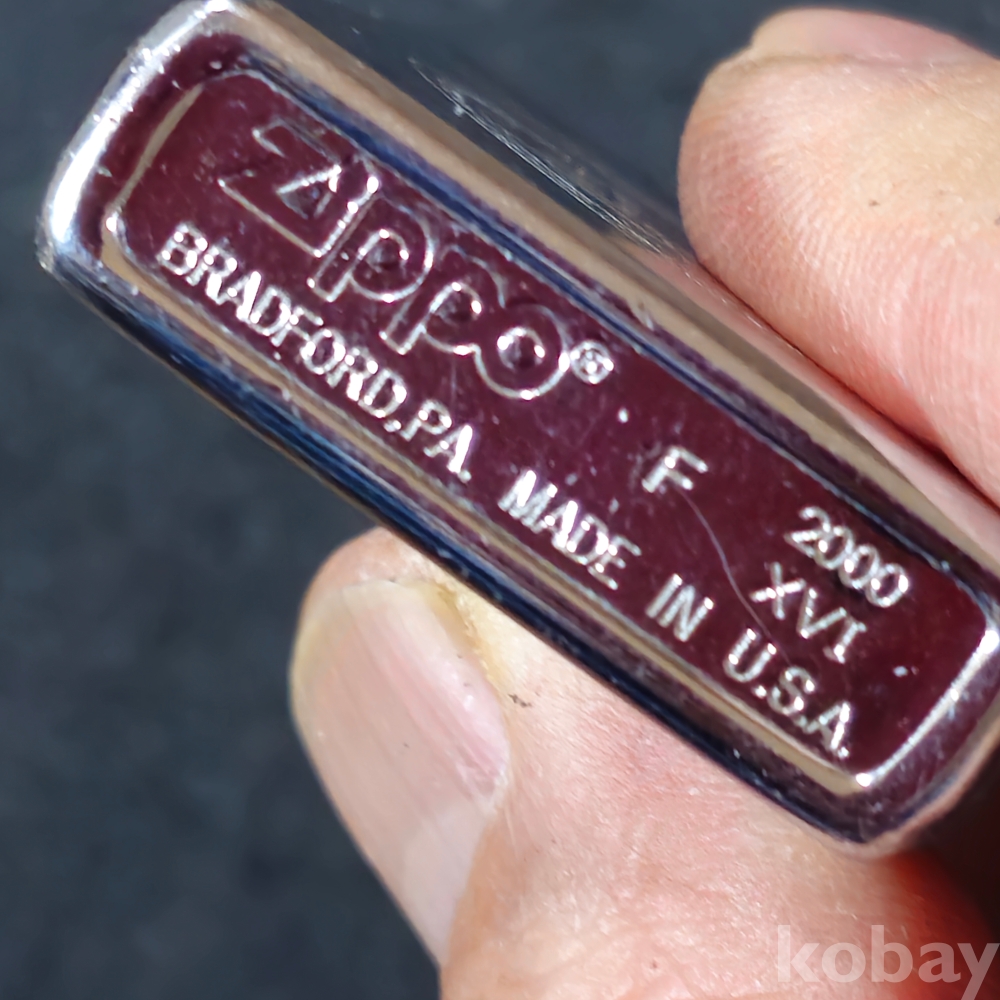 Zippo®
F 2000
XVI
BRADFORD,PA. MADE IN U.S.A.
kobay